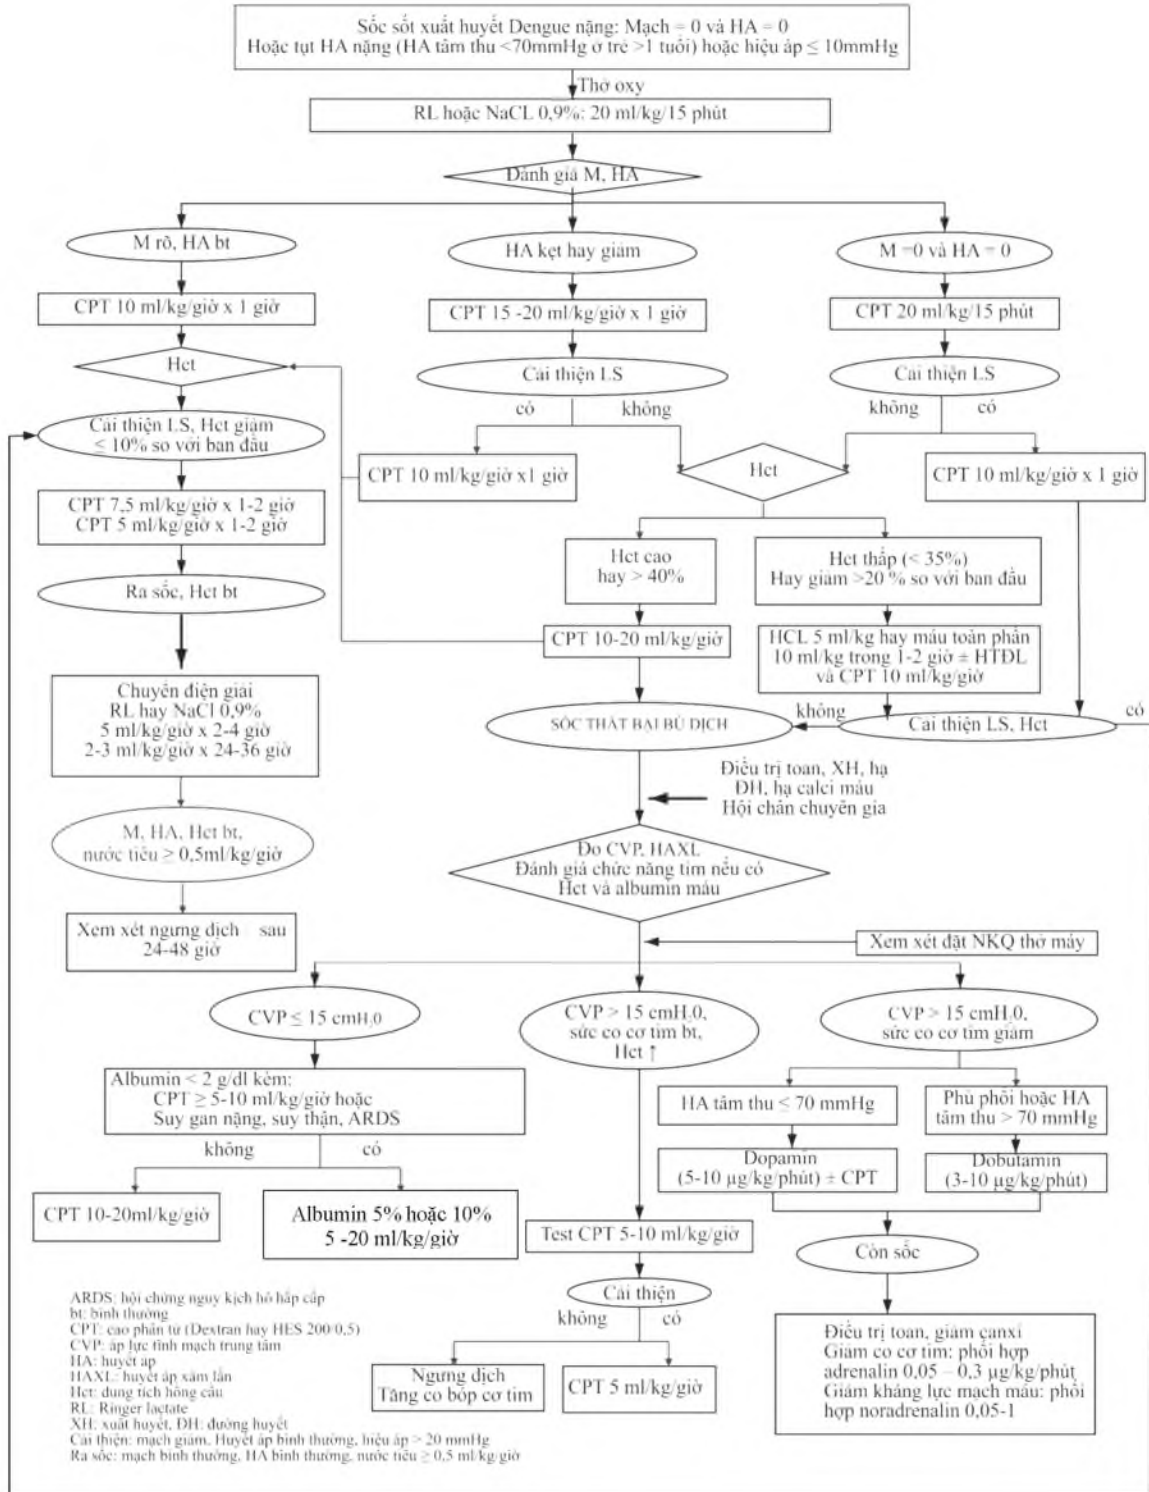 Sốc sốt xuất huyết Dengue nặng: Mạch = 0 và HA = 0
Hoặc tụt HA nặng (HA tâm thu <70mmHg ở trẻ >1 tuổi) hoặc hiệu áp ≤ 10mmHg
Thở oxy
RL hoặc NaCL 0,9%: 20 ml/kg/15 phút
Đánh giá M, HA
M rõ, HA bt
HA kẹt hay giảm
M =0 và HA = 0
CPT 10 ml/kg/giờ x 1 giờ
CPT 15 -20 ml/kg/giờ x 1 giờ
CPT 20 ml/kg/15 phút
Hct
Cải thiện LS
Cải thiện LS
có
không
không
có
Cải thiện LS, Hct giảm
≤ 10% so với ban đầu
CPT 10 ml/kg/giờ x1 giờ
Hct
CPT 10 ml/kg/giờ x 1 giờ
CPT 7,5 ml/kg/giờ x 1-2 giờ
CPT 5 ml/kg/giờ x 1-2 giờ
Hct cao
hay > 40%
Hct thấp (< 35%)
Hay giảm >20 % so với ban đầu
Ra sốc, Hct bt
CPT 10-20 ml/kg/giờ
HCL 5 ml/kg hay máu toàn phần
10 ml/kg trong 1-2 giờ ± HTĐL
và CPT 10 ml/kg/giờ
Chuyển điện giải
RL hay NaCl 0,9%
5 ml/kg/giờ x 2-4 giờ
2-3 ml/kg/giờ x 24-36 giờ
SỐC THẤT BẠI BÙ DỊCH
không
Cải thiện LS, Hct
có
Điều trị toan, XH, hạ
ĐH, hạ calci máu
Hội chẩn chuyên gia
M, HA, Hct bt,
nước tiểu ≥ 0,5ml/kg/giờ
Đo CVP, HAXL
Đánh giá chức năng tim nếu có
Hct và albumin máu
Xem xét ngưng dịch sau
24-48 giờ
Xem xét đặt NKQ thở máy
CVP ≤ 15 cmH₂0
CVP > 15 cmH₂0,
sức co cơ tim bt,
Hct ↑
CVP > 15 cmH₂0,
sức co cơ tim giảm
Albumin < 2 g/dl kèm:
CPT ≥ 5-10 ml/kg/giờ hoặc
Suy gan nặng, suy thận, ARDS
HA tâm thu ≤ 70 mmHg
Phù phổi hoặc HA
tâm thu > 70 mmHg
không
có
Dopamin
(5-10 µg/kg/phút) ± CPT
Dobutamin
(3-10 µg/kg/phút)
CPT 10-20ml/kg/giờ
Albumin 5% hoặc 10%
5 -20 ml/kg/giờ
Test CPT 5-10 ml/kg/giờ
Còn sốc
Cải thiện
không
có
Ngưng dịch
Tăng co bóp cơ tim
CPT 5 ml/kg/giờ
Điều trị toan, giảm canxi
Giảm co cơ tim: phối hợp
adrenalin 0,05 – 0,3 µg/kg/phút
Giảm kháng lực mạch máu: phối
hợp noradrenalin 0,05-1
ARDS: hội chứng nguy kịch hô hấp cấp
bt: bình thường
CPT: cao phân tử (Dextran hay HES 200/0,5)
CVP: áp lực tĩnh mạch trung tâm
HA: huyết áp
HAXL: huyết áp xâm lấn
Hct: dung tích hồng cầu
RL: Ringer lactate
XH: xuất huyết, ĐH: đường huyết
Cải thiện: mạch giảm, Huyết áp bình thường, hiệu áp > 20 mmHg
Ra sốc: mạch bình thường, HA bình thường, nước tiểu ≥ 0,5 ml/kg/giờ